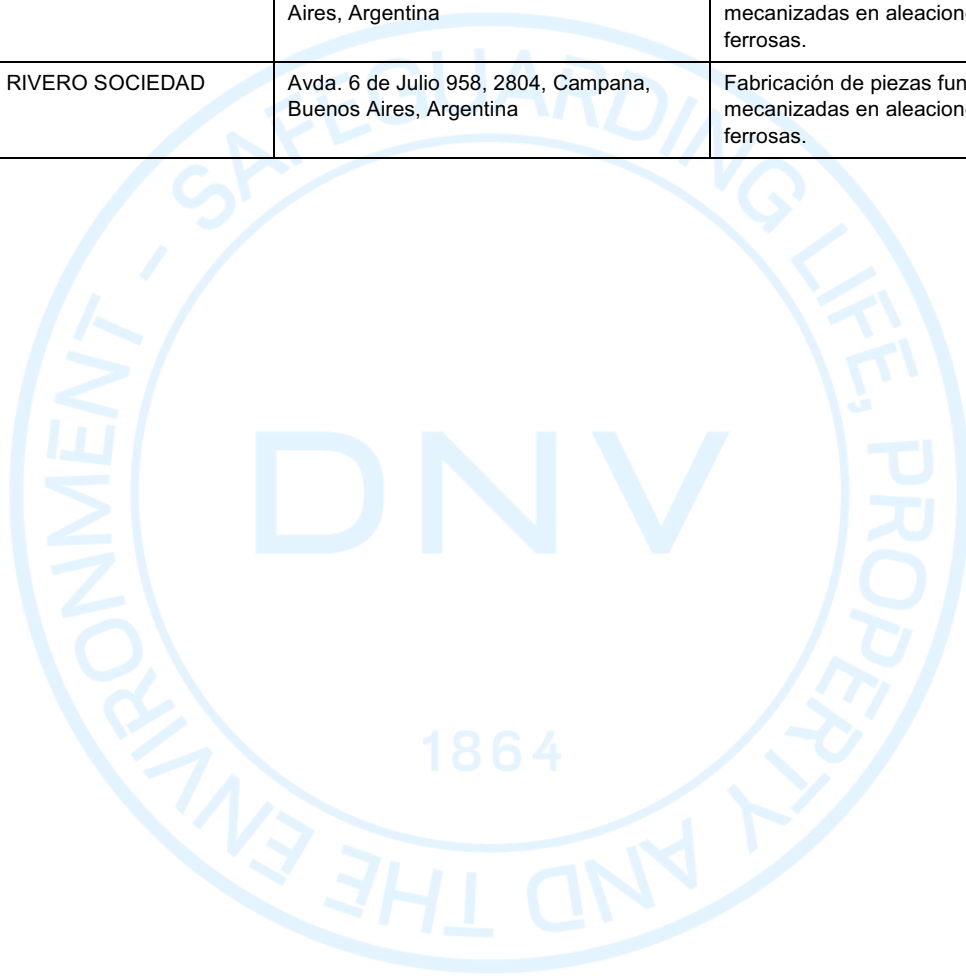 Aires, Argentina
mecanizadas en aleacion
ferrosas.
RIVERO SOCIEDAD
Avda. 6 de Julio 958, 2804, Campana,
Buenos Aires, Argentina
Fabricación de piezas fun
mecanizadas en aleacion
ferrosas.
SAFEGUARDING LIFE, PROPERTY AND THE ENVIRONMENT -
DNV
1864